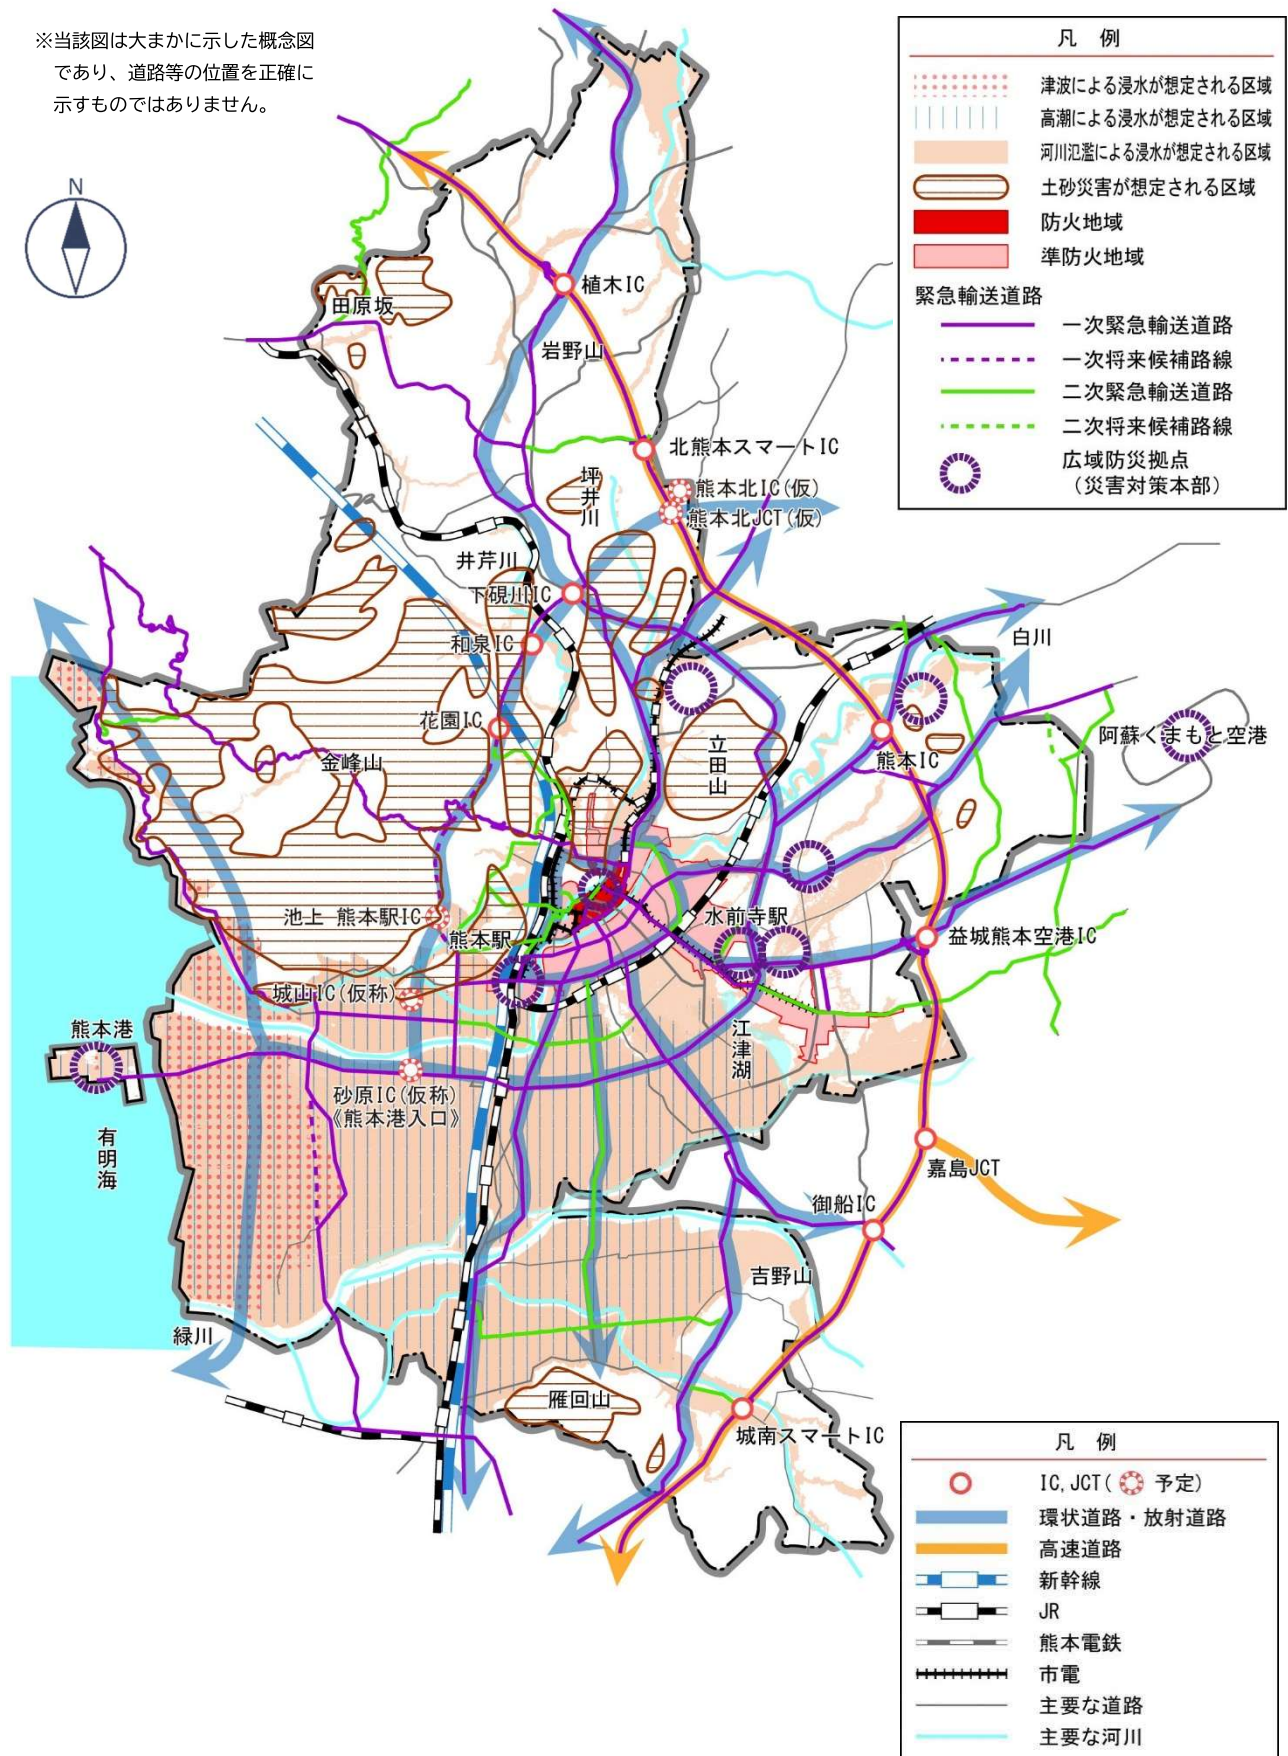 ※当該図は大まかに示した概念図
であり、道路等の位置を正確に
示すものではありません。
N
凡 例
津波による浸水が想定される区域
高潮による浸水が想定される区域
河川氾濫による浸水が想定される区域
土砂災害が想定される区域
防火地域
準防火地域
緊急輸送道路
一次緊急輸送道路
一次将来候補路線
二次緊急輸送道路
二次将来候補路線
広域防災拠点
(災害対策本部)
植木IC
田原坂
岩野山
北熊本スマートIC
坪井川
熊本北IC(仮)
熊本北JCT(仮)
井芹川
下硯川IC
和泉IC
白川
花園IC
金峰山
立田山
熊本IC
阿蘇くまもと空港
池上 熊本駅IC
熊本駅
水前寺駅
益城熊本空港IC
城山IC(仮称)
熊本港
江津湖
砂原IC(仮称)
《熊本港入口》
有明海
嘉島JCT
御船IC
吉野山
緑川
雁回山
城南スマートIC
凡 例
IC,JCT( 予定)
環状道路・放射道路
高速道路
新幹線
JR
熊本電鉄
市電
主要な道路
主要な河川